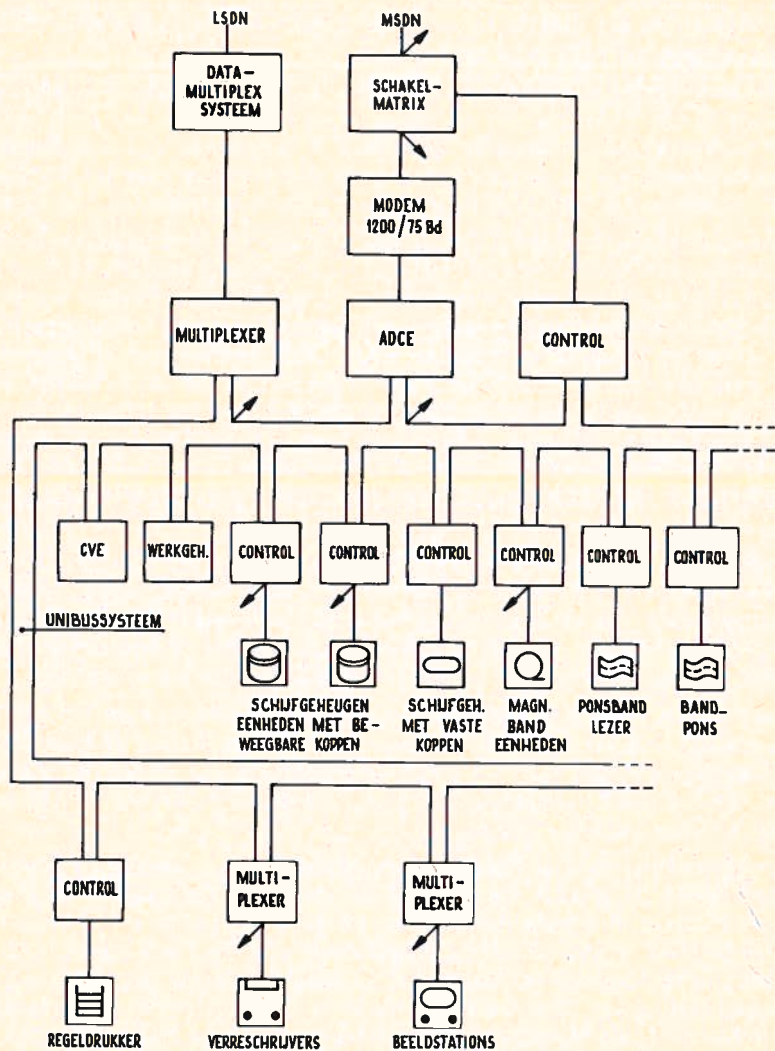 LSDN
MSDN
DATA-
MULTIPLEX
SYSTEEM
SCHAKEL-
MATRIX
MODEM
1200/75 Bd
MULTIPLEXER
ADCE
CONTROL
CVE
WERKGEH.
CONTROL
CONTROL
CONTROL
CONTROL
CONTROL
CONTROL
UNIBUSSYSTEEM
SCHIJFGEHEUGEN
EENHEDEN MET BE-
WEEGBARE KOPPEN
SCHIJFGEH.
MET VASTE
KOPPEN
MAGN.
BAND
EENHEDEN
PONSBAND
LEZER
BAND-
PONS
CONTROL
MULTI-
PLEXER
MULTI-
PLEXER
REGELDRUKKER
VERRESCHRIJVERS
BEELDSTATIONS